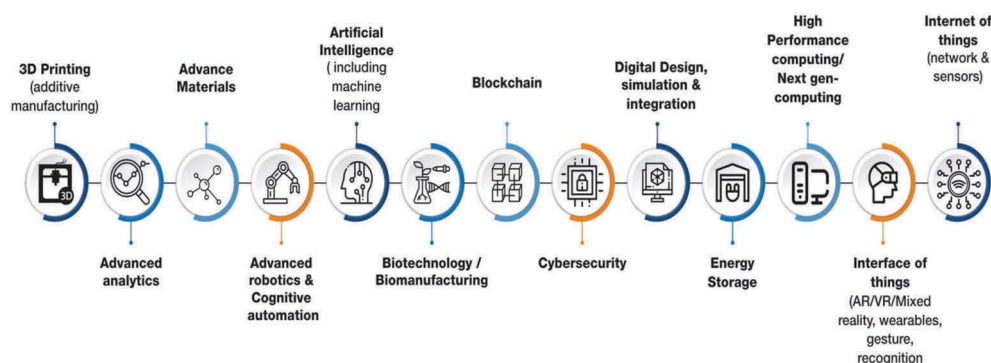 3D Printing
(additive
manufacturing)
3D
Advanced
analytics
Advance
Materials
Advanced
robotics &
Cognitive
automation
Artificial
Intelligence
( including
machine
learning
Biotechnology /
Biomanufacturing
Blockchain
Cybersecurity
Digital Design,
simulation &
integration
Energy
Storage
High
Performance
computing/
Next gen-
computing
Interface of
things
(AR/VR/Mixed
reality, wearables,
gesture,
recognition
Internet of
things
(network &
sensors)